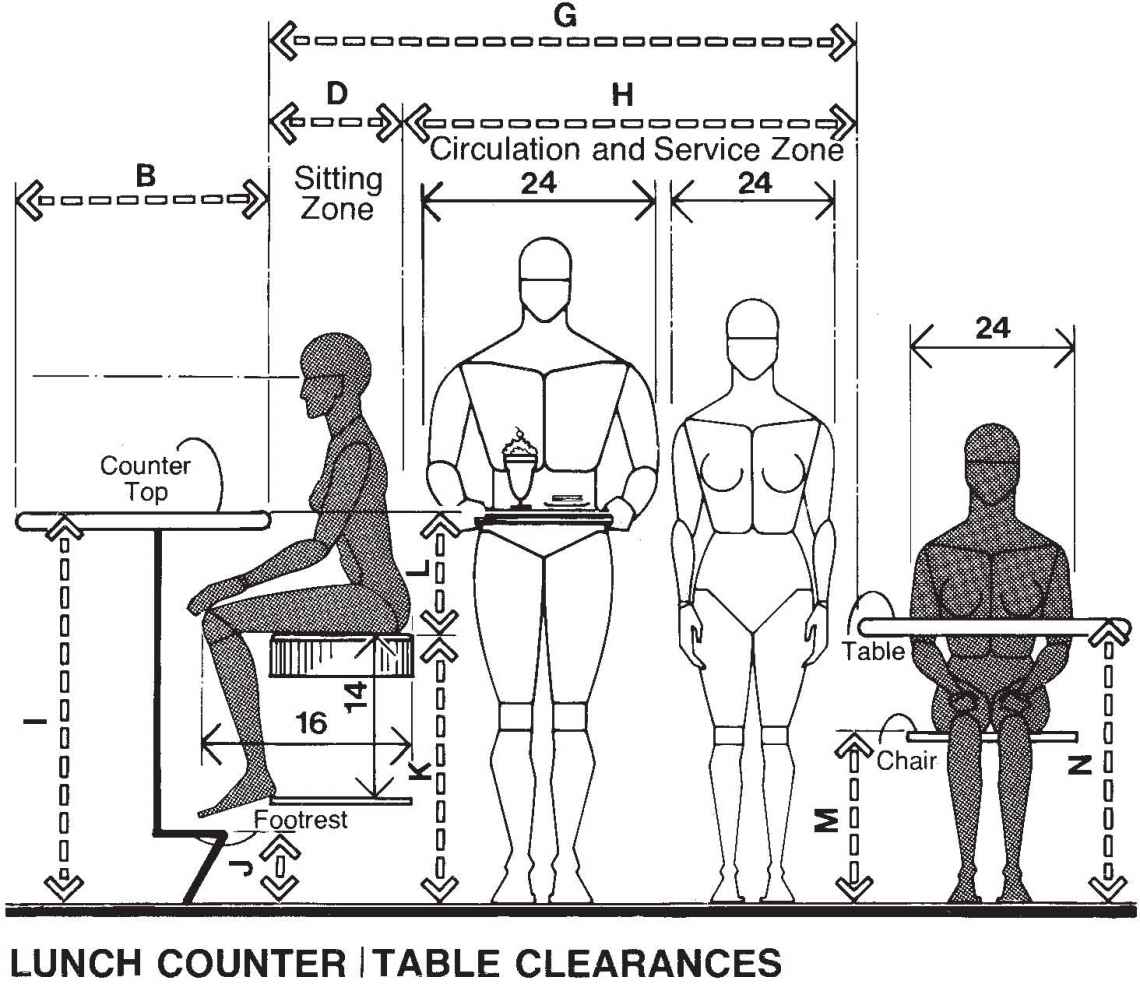 G
D
H
Circulation and Service Zone
B
Sitting
Zone
24
24
24
Counter
Top
L
Table
I
14
16
K
Chair
M
N
Footrest
J
LUNCH COUNTER | TABLE CLEARANCES